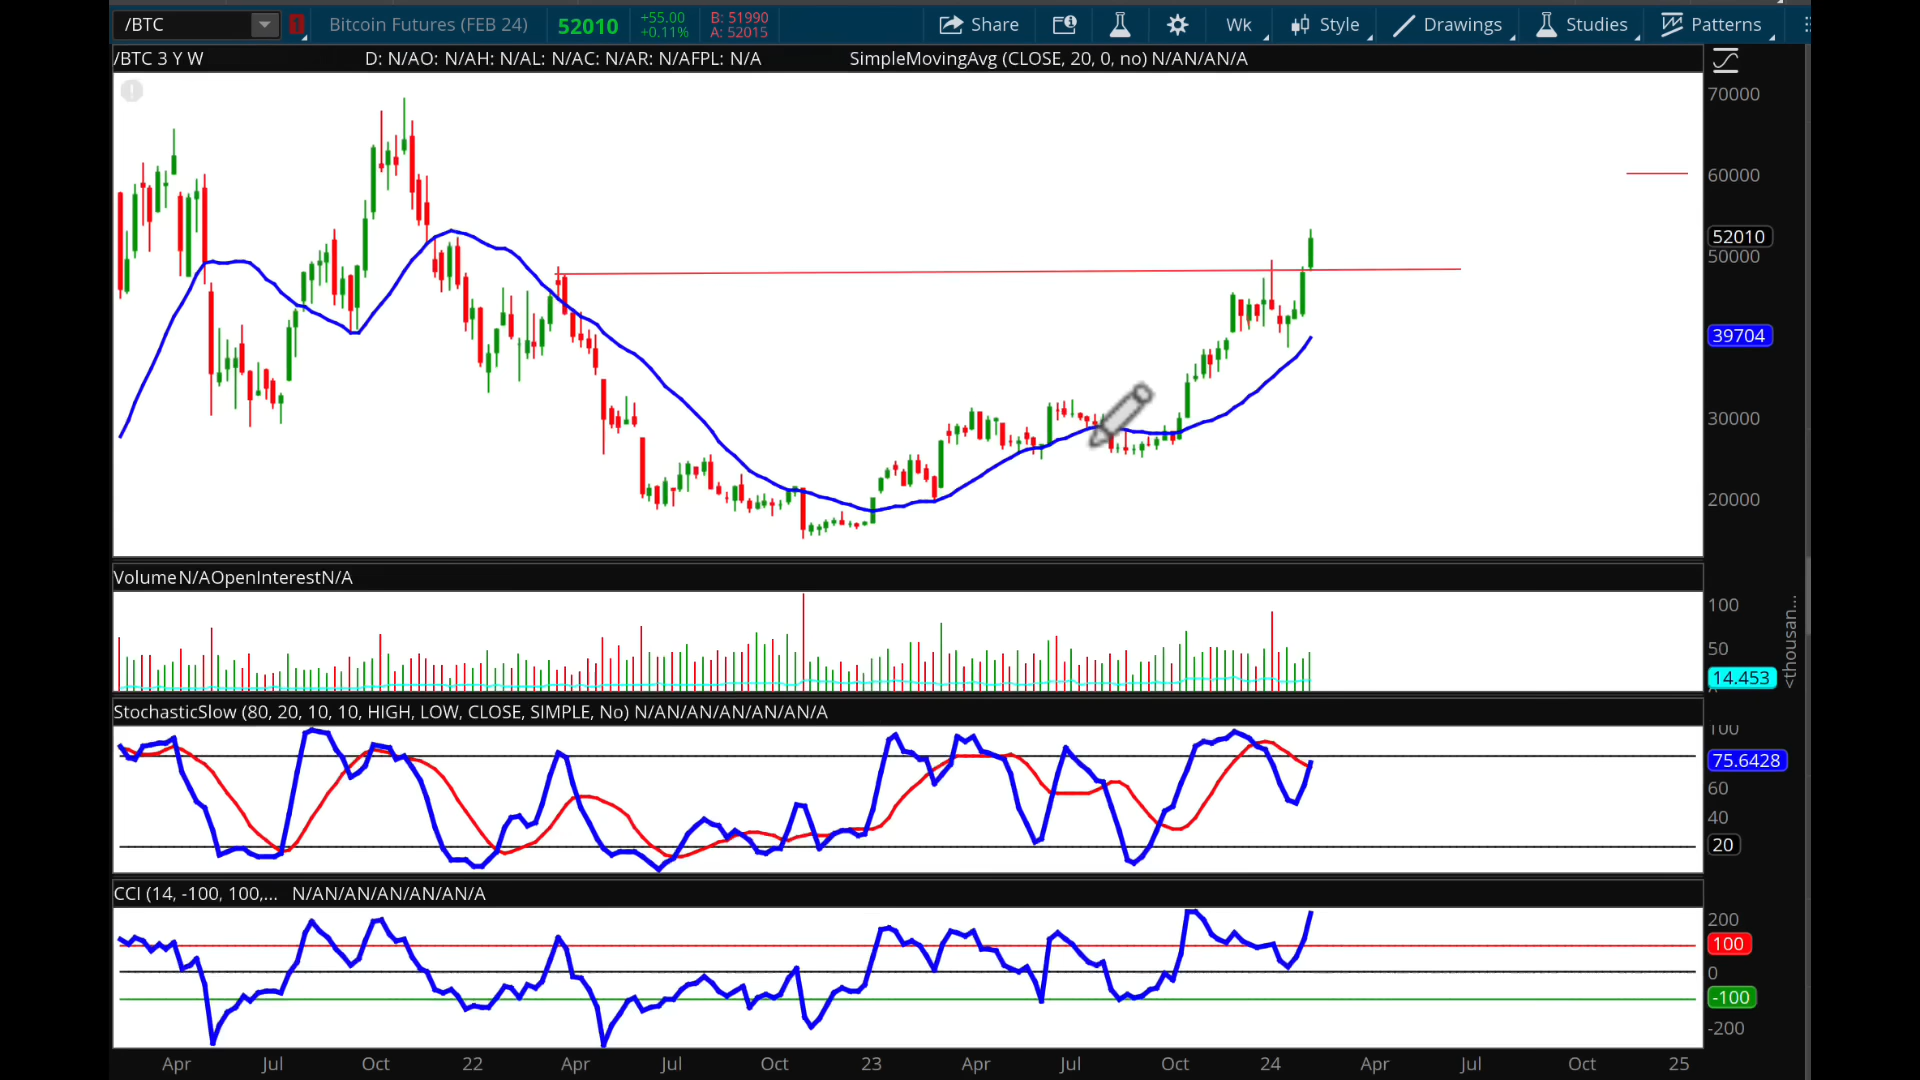 /BTC 1 Bitcoin Futures (FEB 24) 52010 +55.00 +0.11% B: 51990 A: 52015 Share Wk Style Drawings Studies Patterns
/BTC 3 Y W D: N/AO: N/AH: N/AL: N/AC: N/AR: N/AFPL: N/A SimpleMovingAvg (CLOSE, 20, 0, no) N/AN/AN/A
70000
60000
52010
50000
39704
30000
20000
VolumeN/AOpenInterestN/A
100
50
14.453
<thousan...
StochasticSlow (80, 20, 10, 10, HIGH, LOW, CLOSE, SIMPLE, No) N/AN/AN/AN/AN/AN/A
100
75.6428
60
40
20
CCI (14, -100, 100,... N/AN/AN/AN/AN/AN/A
200
100
0
-100
-200
Apr Jul Oct 22 Apr Jul Oct 23 Apr Jul Oct 24 Apr Jul Oct 25